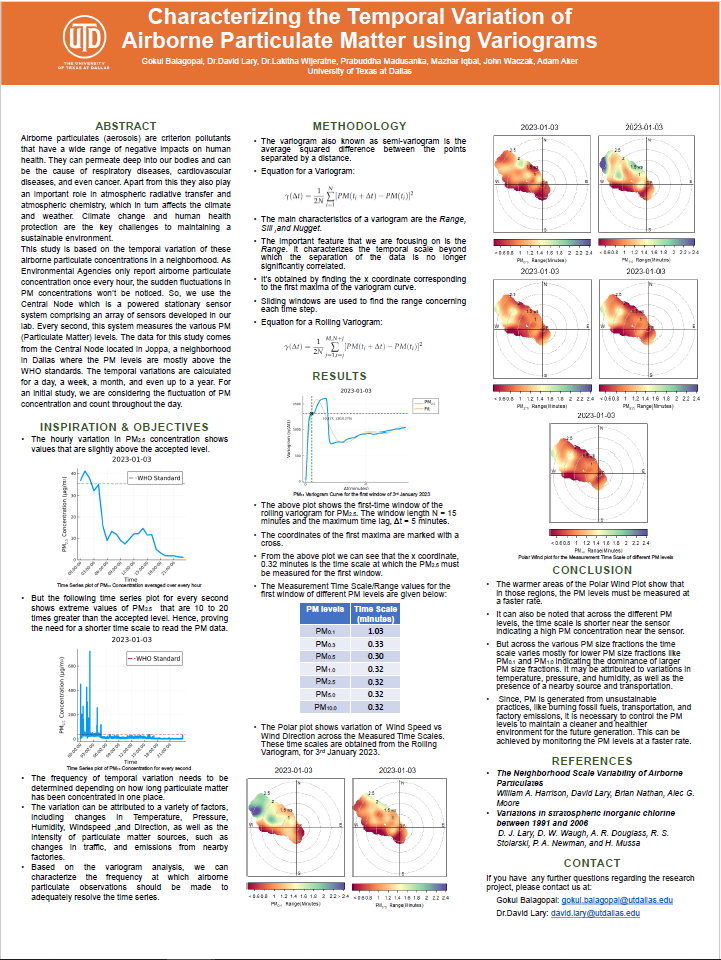 Characterizing the Temporal Variation of
Airborne Particulate Matter using Variograms
Gokul Balagopal, Dr.David Lary, Dr.Lakitha Wijeratne, Prabuddha Madusanka, Mazhar Iqbal, John Waczak, Adam Aker
University of Texas at Dallas
UTD
THE UNIVERSITY
OF TEXAS AT DALLAS
ABSTRACT
Airborne particulates (aerosols) are criterion pollutants
that have a wide range of negative impacts on human
health. They can permeate deep into our bodies and can
be the cause of respiratory diseases, cardiovascular
diseases, and even cancer. Apart from this they also play
an important role in atmospheric radiative transfer and
atmospheric chemistry, which in turn affects the climate
and weather. Climate change and human health
protection are the key challenges to maintaining a
sustainable environment.
This study is based on the temporal variation of these
airborne particulate concentrations in a neighborhood. As
Environmental Agencies only report airborne particulate
concentration once every hour, the sudden fluctuations in
PM concentrations won't be noticed. So, we use the
Central Node which is a powered stationary sensor
system comprising an array of sensors developed in our
lab. Every second, this system measures the various PM
(Particulate Matter) levels. The data for this study comes
from the Central Node located in Joppa, a neighborhood
in Dallas where the PM levels are mostly above the
WHO standards. The temporal variations are calculated
for a day, a week, a month, and even up to a year. For
an initial study, we are considering the fluctuation of PM
concentration and count throughout the day.
INSPIRATION & OBJECTIVES
• The hourly variation in PM2.5 concentration shows
values that are slightly above the accepted level.
2023-01-03
WHO Standard
PM2.5 Concentration (µg/m³)
40
30
20
10
0
Time
Time Series plot of PM2.5 Concentration averaged over every hour
• But the following time series plot for every second
shows extreme values of PM2.5 that are 10 to 20
times greater than the accepted level. Hence, proving
the need for a shorter time scale to read the PM data.
2023-01-03
WHO Standard
PM2.5 Concentration (µg/m³)
600
400
200
0
Time
Time Series plot of PM2.5 Concentration for every second
• The frequency of temporal variation needs to be
determined depending on how long particulate matter
has been concentrated in one place.
• The variation can be attributed to a variety of factors,
including changes in Temperature, Pressure,
Humidity, Windspeed ,and Direction, as well as the
intensity of particulate matter sources, such as
changes in traffic, and emissions from nearby
factories.
• Based on the variogram analysis, we can
characterize the frequency at which airborne
particulate observations should be made to
adequately resolve the time series.
METHODOLOGY
• The variogram also known as semi-variogram is the
average squared difference between the points
separated by a distance.
• Equation for a Variogram:
γ(Δt) = 1/2N Σ i=1 N [PM(ti + Δt) − PM(ti)]²
• The main characteristics of a variogram are the Range,
Sill ,and Nugget.
• The important feature that we are focusing on is the
Range. It characterizes the temporal scale beyond
which the separation of the data is no longer
significantly correlated.
• It's obtained by finding the x coordinate corresponding
to the first maxima of the variogram curve.
• Sliding windows are used to find the range concerning
each time step.
• Equation for a Rolling Variogram:
γ(Δt) = 1/2N Σ j=1,i=j M,N+j [PM(ti + Δt) − PM(ti)]²
RESULTS
2023-01-03
Fit
Δt(minutes)
PM2.5 Variogram Curve for the first window of 3rd January 2023
• The above plot shows the first-time window of the
rolling variogram for PM2.5. The window length N = 15
minutes and the maximum time lag, Δt = 5 minutes.
• The coordinates of the first maxima are marked with a
cross.
• From the above plot we can see that the x coordinate,
0.32 minutes is the time scale at which the PM2.5 must
be measured for the first window.
• The Measurement Time Scale/Range values for the
first window of different PM levels are given below:
PM levels Time Scale
(minutes)
PM0.1 1.03
PM0.3 0.33
PM0.5 0.30
PM1.0 0.32
PM2.5 0.32
PM5.0 0.32
PM10.0 0.32
• The Polar plot shows variation of Wind Speed vs
Wind Direction across the Measured Time Scales.
These time scales are obtained from the Rolling
Variogram, for 3rd January 2023.
2023-01-03 2023-01-03
N N
W E W E
S S
< 0.6 0.8 1 1.2 1.4 1.6 1.8 2 2.2 > 2.4
Range(Minutes) Range(Minutes)
2023-01-03 2023-01-03
Range(Minutes) Range(Minutes)
2023-01-03 2023-01-03
Range(Minutes) Range(Minutes)
2023-01-03
Range(Minutes)
Polar Wind Plot for the Measurement Time Scale of different PM levels
CONCLUSION
• The warmer areas of the Polar Wind Plot show that
in those regions, the PM levels must be measured at
a faster rate.
• It can also be noted that across the different PM
levels, the time scale is shorter near the sensor
indicating a high PM concentration near the sensor.
• But across the various PM size fractions the time
scale varies mostly for lower PM size fractions like
PM0.1 and PM1.0 indicating the dominance of larger
PM size fractions. It may be attributed to variations in
temperature, pressure, and humidity, as well as the
presence of a nearby source and transportation.
• Since, PM is generated from unsustainable
practices, like burning fossil fuels, transportation, and
factory emissions, it is necessary to control the PM
levels to maintain a cleaner and healthier
environment for the future generation. This can be
achieved by monitoring the PM levels at a faster rate.
REFERENCES
• The Neighborhood Scale Variability of Airborne
Particulates
William A. Harrison, David Lary, Brian Nathan, Alec G.
Moore
• Variations in stratospheric inorganic chlorine
between 1991 and 2006
D. J. Lary, D. W. Waugh, A. R. Douglass, R. S.
Stolarski, P. A. Newman, and H. Mussa
CONTACT
If you have any further questions regarding the research
project, please contact us at:
Gokul Balagopal: gokul.balagopal@utdallas.edu
Dr.David Lary: david.lary@utdallas.edu